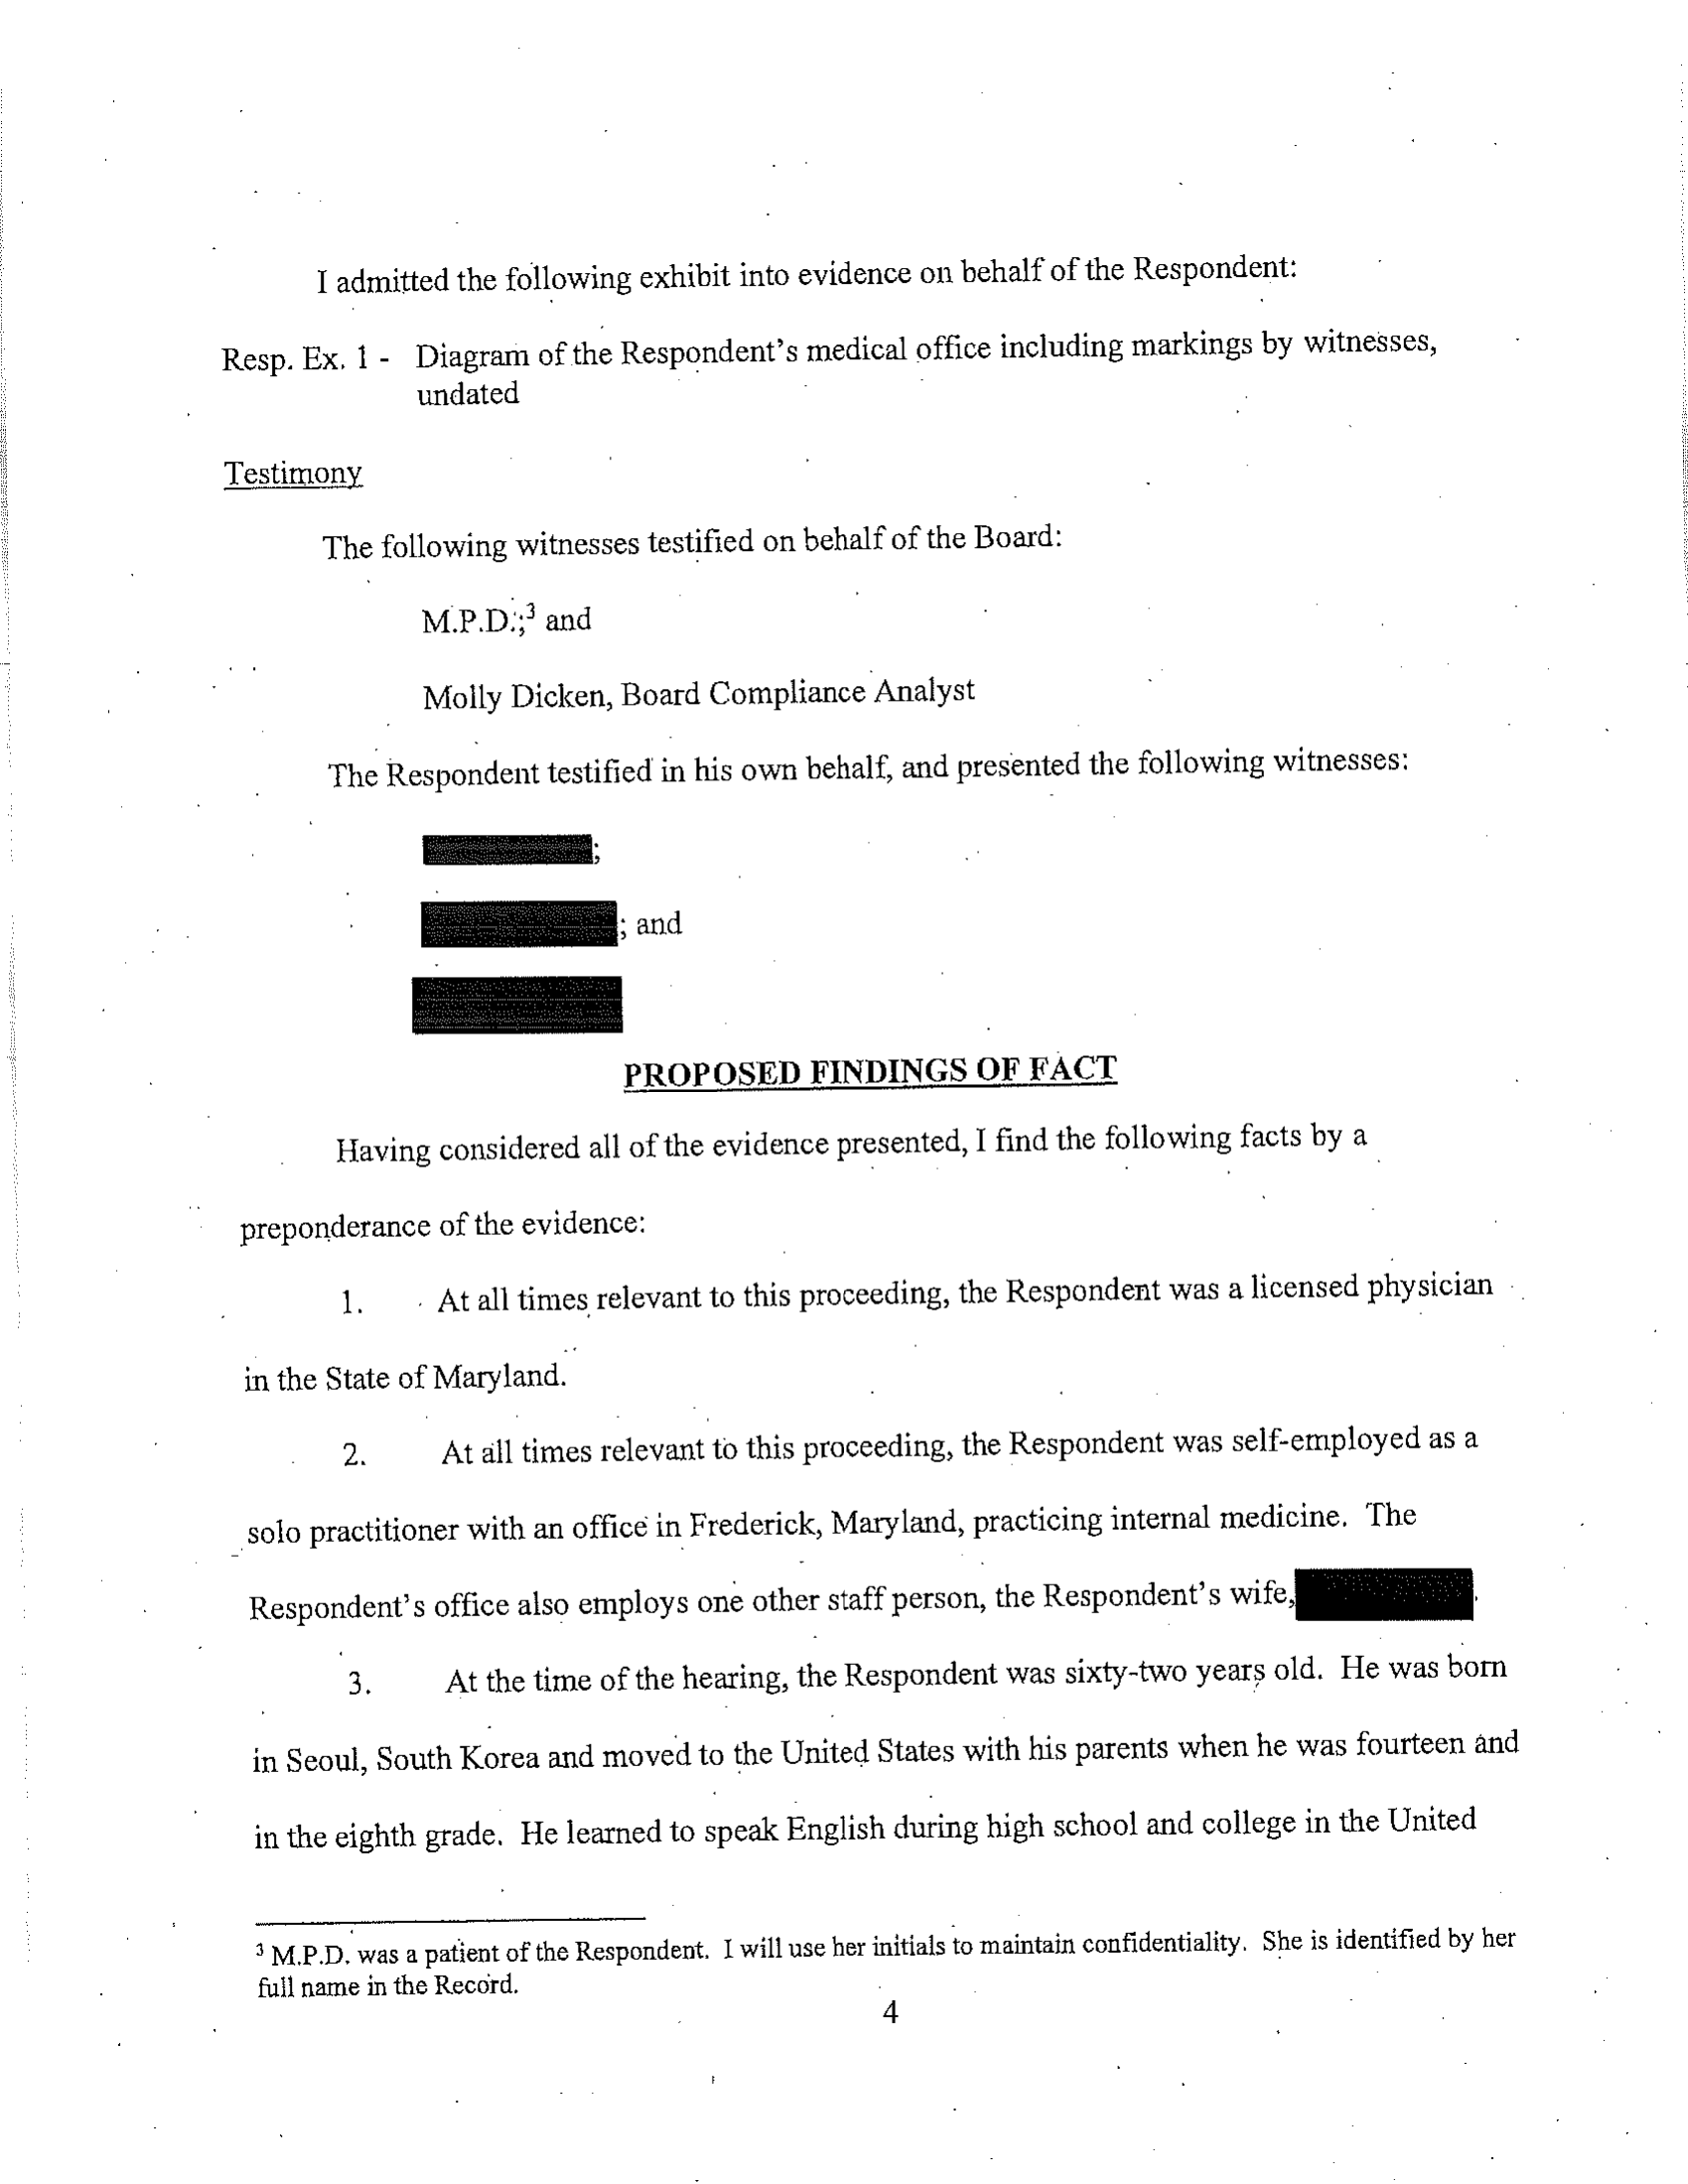 I admitted the following exhibit into evidence on behalf of the Respondent:
Resp. Ex. 1 - Diagram of the Respondent's medical office including markings by witnesses,
undated
Testimony
The following witnesses testified on behalf of the Board:
M.P.D.;³ and
Molly Dicken, Board Compliance Analyst
The Respondent testified in his own behalf, and presented the following witnesses:
;
; and
PROPOSED FINDINGS OF FACT
Having considered all of the evidence presented, I find the following facts by a
preponderance of the evidence:
1. At all times relevant to this proceeding, the Respondent was a licensed physician
in the State of Maryland.
2. At all times relevant to this proceeding, the Respondent was self-employed as a
solo practitioner with an office in Frederick, Maryland, practicing internal medicine. The
Respondent's office also employs one other staff person, the Respondent's wife, .
3. At the time of the hearing, the Respondent was sixty-two years old. He was born
in Seoul, South Korea and moved to the United States with his parents when he was fourteen and
in the eighth grade. He learned to speak English during high school and college in the United
³ M.P.D. was a patient of the Respondent. I will use her initials to maintain confidentiality. She is identified by her
full name in the Record.
4